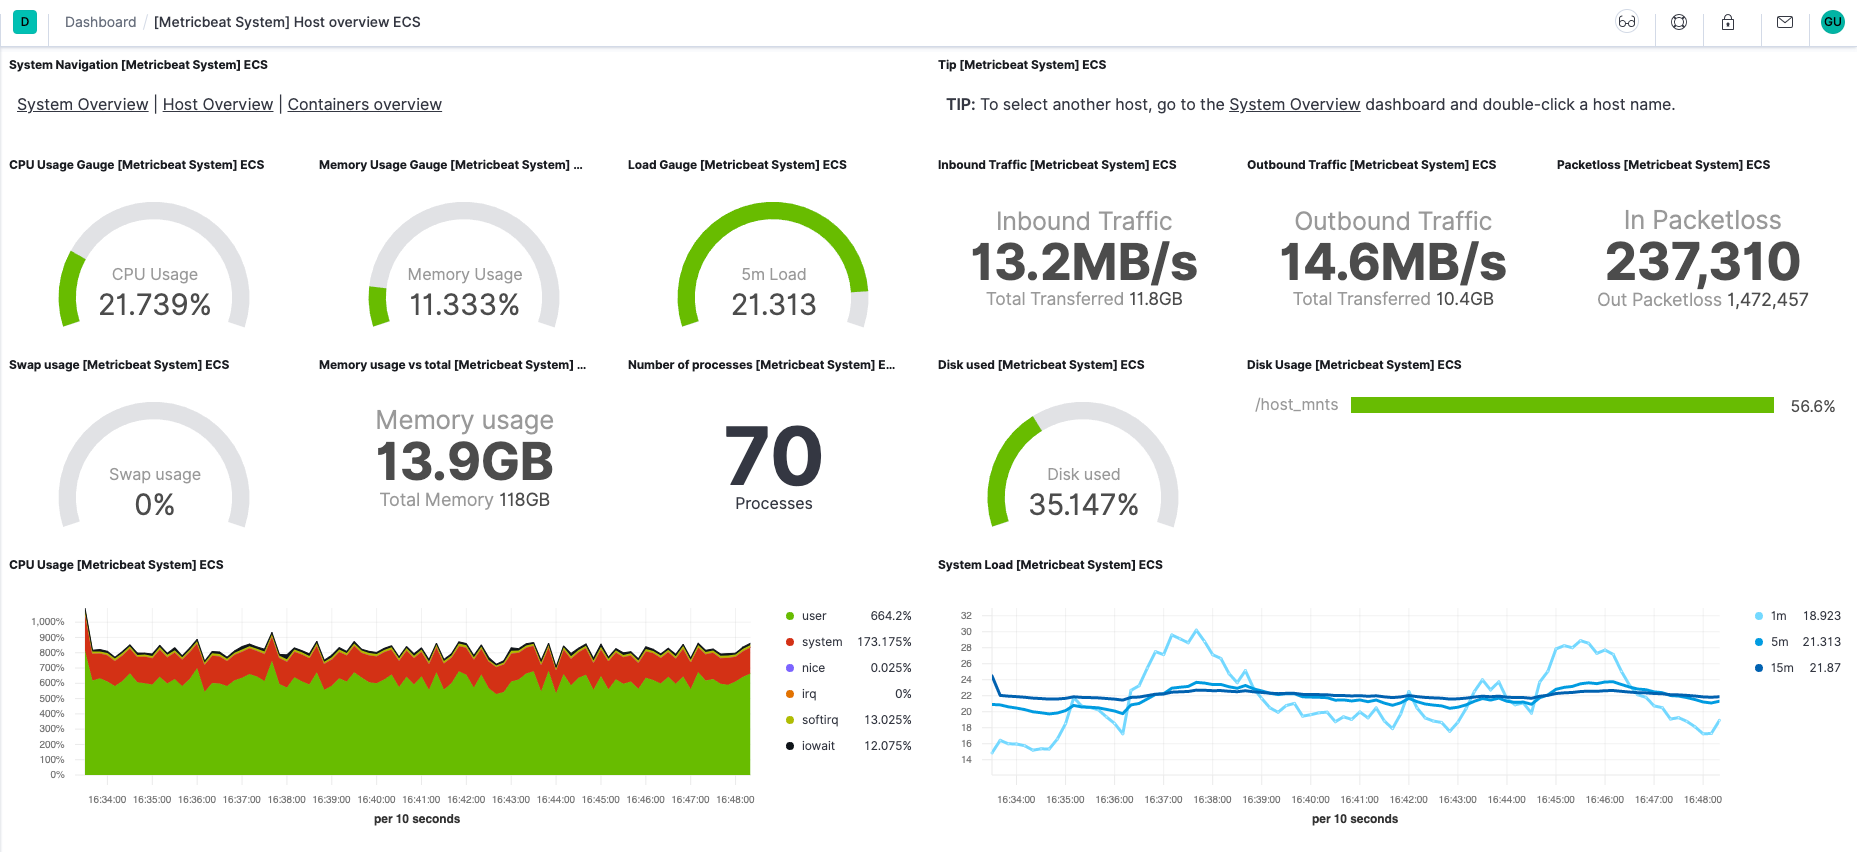 D Dashboard / [Metricbeat System] Host overview ECS GU
System Navigation [Metricbeat System] ECS
System Overview | Host Overview | Containers overview
Tip [Metricbeat System] ECS
TIP: To select another host, go to the System Overview dashboard and double-click a host name.
CPU Usage Gauge [Metricbeat System] ECS
CPU Usage
21.739%
Memory Usage Gauge [Metricbeat System] ...
Memory Usage
11.333%
Load Gauge [Metricbeat System] ECS
5m Load
21.313
Inbound Traffic [Metricbeat System] ECS
Inbound Traffic
13.2MB/s
Total Transferred 11.8GB
Outbound Traffic [Metricbeat System] ECS
Outbound Traffic
14.6MB/s
Total Transferred 10.4GB
Packetloss [Metricbeat System] ECS
In Packetloss
237,310
Out Packetloss 1,472,457
Swap usage [Metricbeat System] ECS
Swap usage
0%
Memory usage vs total [Metricbeat System] ...
Memory usage
13.9GB
Total Memory 118GB
Number of processes [Metricbeat System] E...
70
Processes
Disk used [Metricbeat System] ECS
Disk used
35.147%
Disk Usage [Metricbeat System] ECS
/host_mnts 56.6%
CPU Usage [Metricbeat System] ECS
1,000%
900%
800%
700%
600%
500%
400%
300%
200%
100%
0%
16:34:00 16:35:00 16:36:00 16:37:00 16:38:00 16:39:00 16:40:00 16:41:00 16:42:00 16:43:00 16:44:00 16:45:00 16:46:00 16:47:00 16:48:00
per 10 seconds
user 664.2%
system 173.175%
nice 0.025%
irq 0%
softirq 13.025%
iowait 12.075%
System Load [Metricbeat System] ECS
32
30
28
26
24
22
20
18
16
14
16:34:00 16:35:00 16:36:00 16:37:00 16:38:00 16:39:00 16:40:00 16:41:00 16:42:00 16:43:00 16:44:00 16:45:00 16:46:00 16:47:00 16:48:00
per 10 seconds
1m 18.923
5m 21.313
15m 21.87